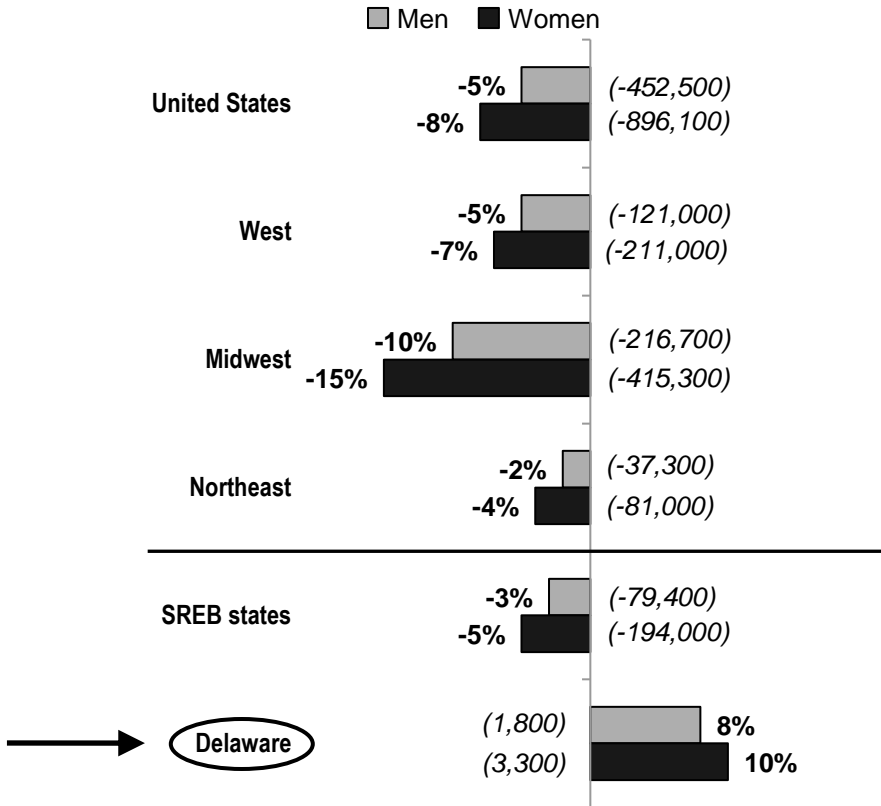 Men Women
United States
-5% (-452,500)
-8% (-896,100)
West
-5% (-121,000)
-7% (-211,000)
Midwest
-10% (-216,700)
-15% (-415,300)
Northeast
-2% (-37,300)
-4% (-81,000)
SREB states
-3% (-79,400)
-5% (-194,000)
Delaware
(1,800) 8%
(3,300) 10%